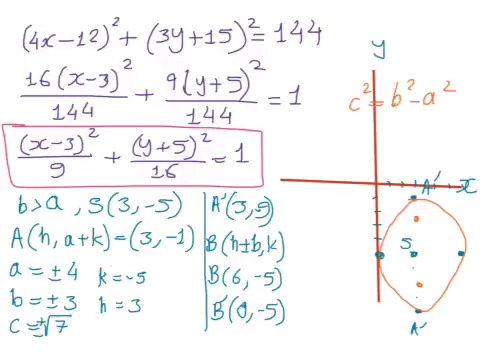 (4x-12)² + (3y+15)² = 144
16(x-3)²/144 + 9(y+5)²/144 = 1
(x-3)²/9 + (y+5)²/16 = 1
b>a, S(3,-5)
A(h,a+k)=(3,-1)
a=±4 k=-5
b=±3 h=3
c=±√7
A'(3,9)
B(h±b,k)
B(6,-5)
B'(0,-5)
y
c²=b²-a²
A' x
S
A'